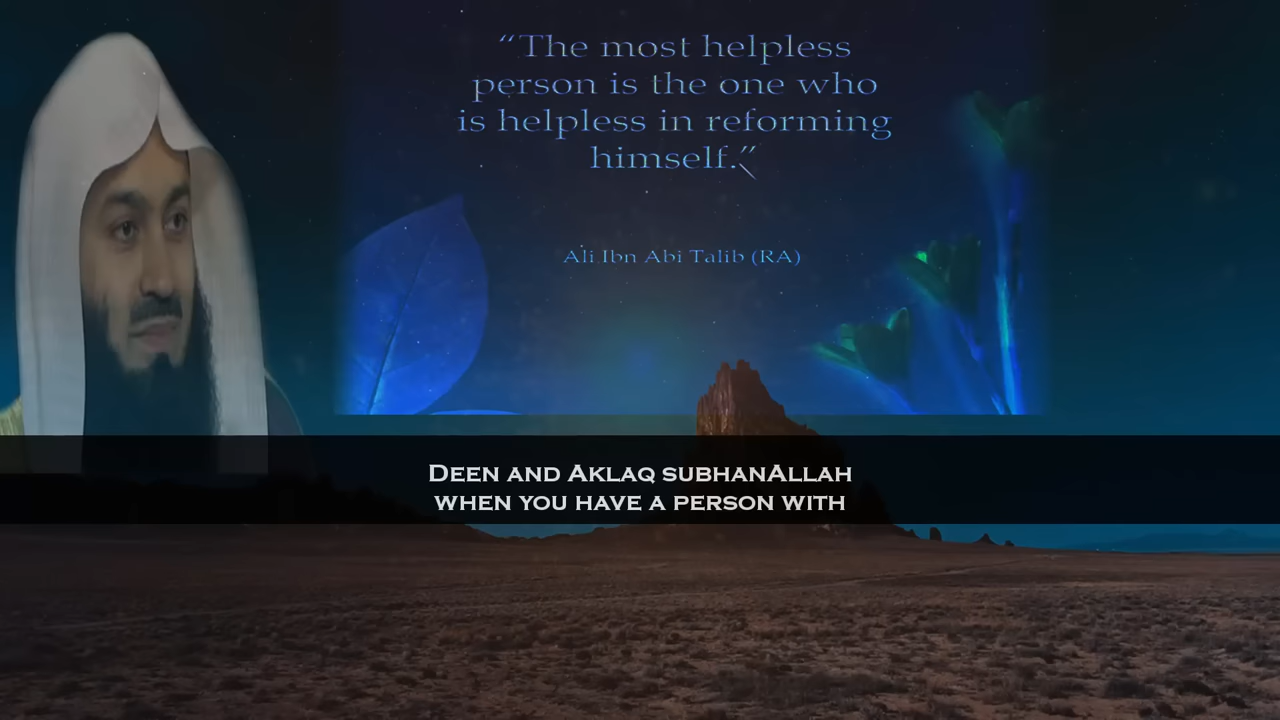 “The most helpless
person is the one who
is helpless in reforming
himself.”
Ali Ibn Abi Talib (RA)
Deen and Aklaq subhanAllah
when you have a person with